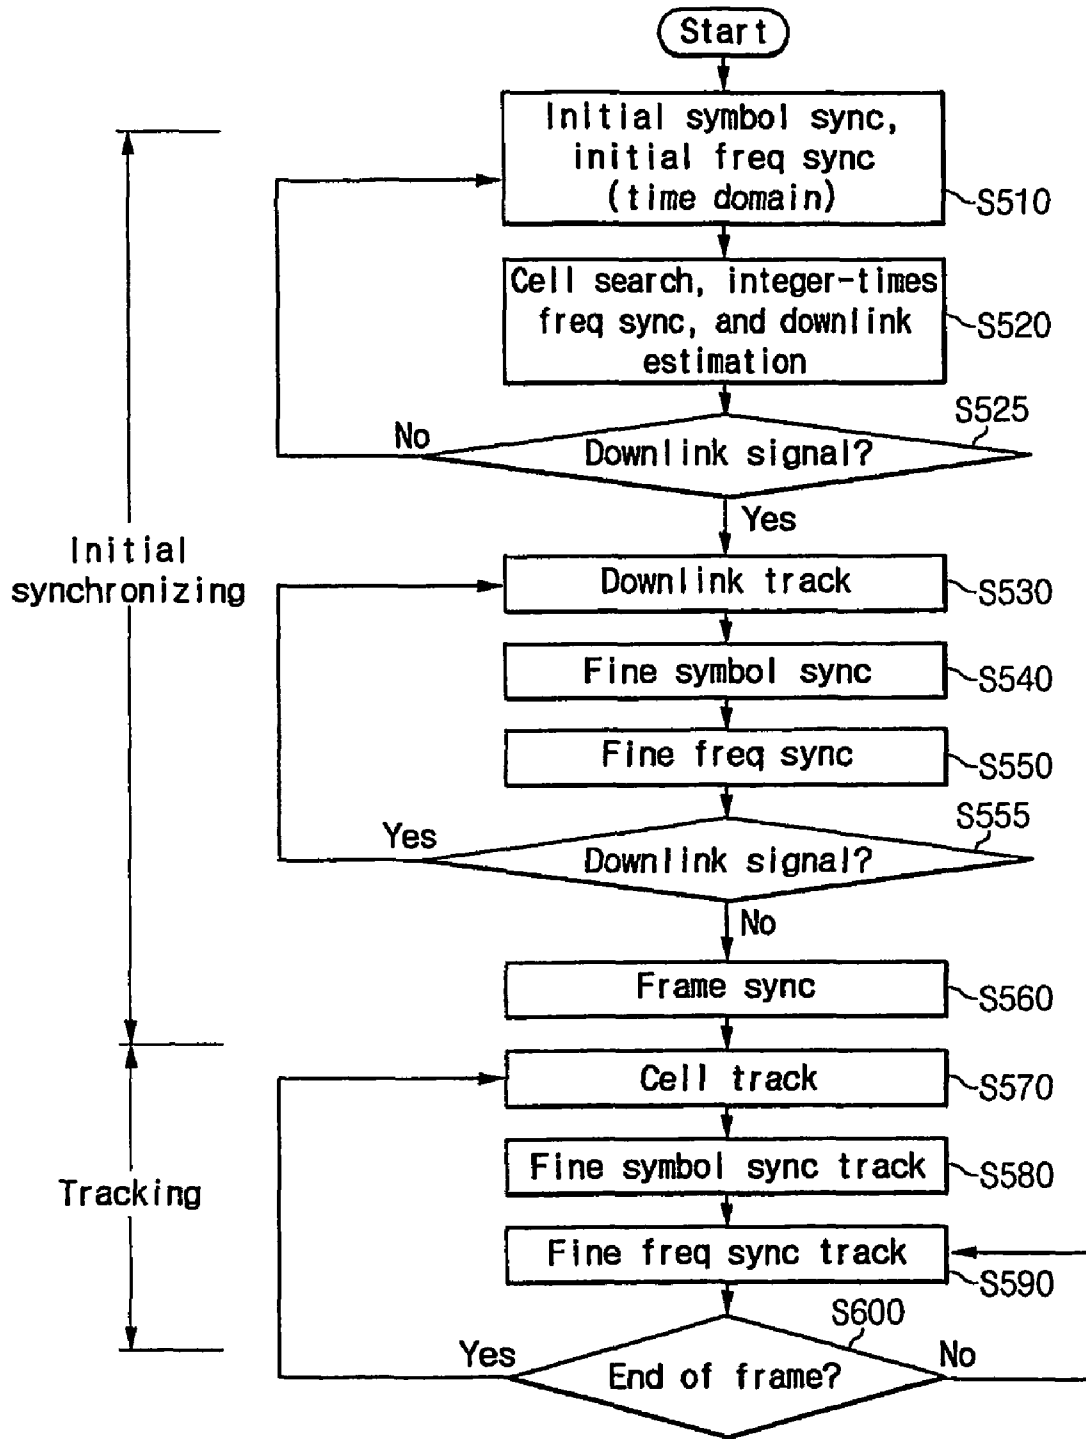 Start
Initial symbol sync,
initial freq sync
(time domain)
S510
Cell search, integer-times
freq sync, and downlink
estimation
S520
S525
No
Downlink signal?
Yes
Initial
synchronizing
Downlink track
S530
Fine symbol sync
S540
Fine freq sync
S550
S555
Yes
Downlink signal?
No
Frame sync
S560
Cell track
S570
Tracking
Fine symbol sync track
S580
Fine freq sync track
S590
S600
Yes
End of frame?
No